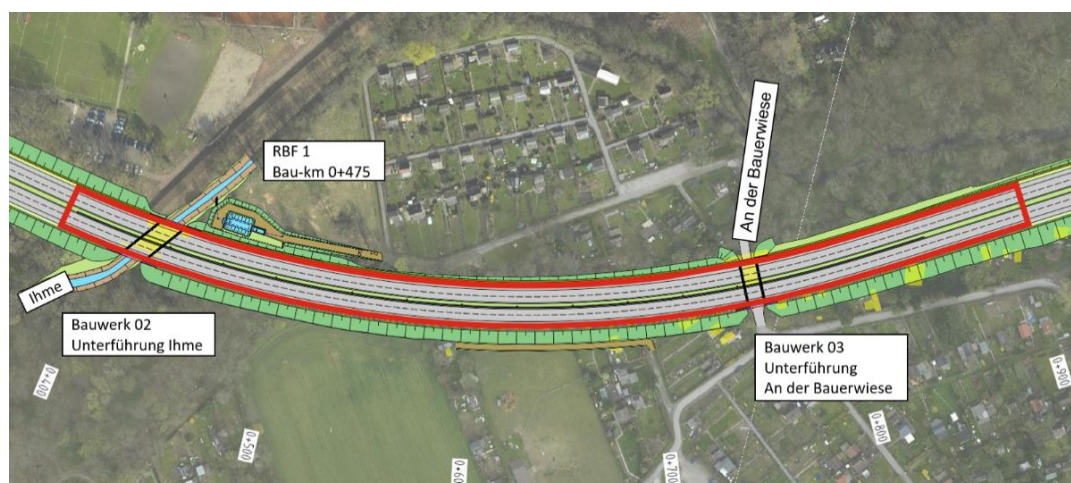 RBF 1
Bau-km 0+475
An der Bauerwiese
Ihme
Bauwerk 02
Unterführung Ihme
Bauwerk 03
Unterführung
An der Bauerwiese
0+400
0+500
0+60
0+700
0+800
0+900